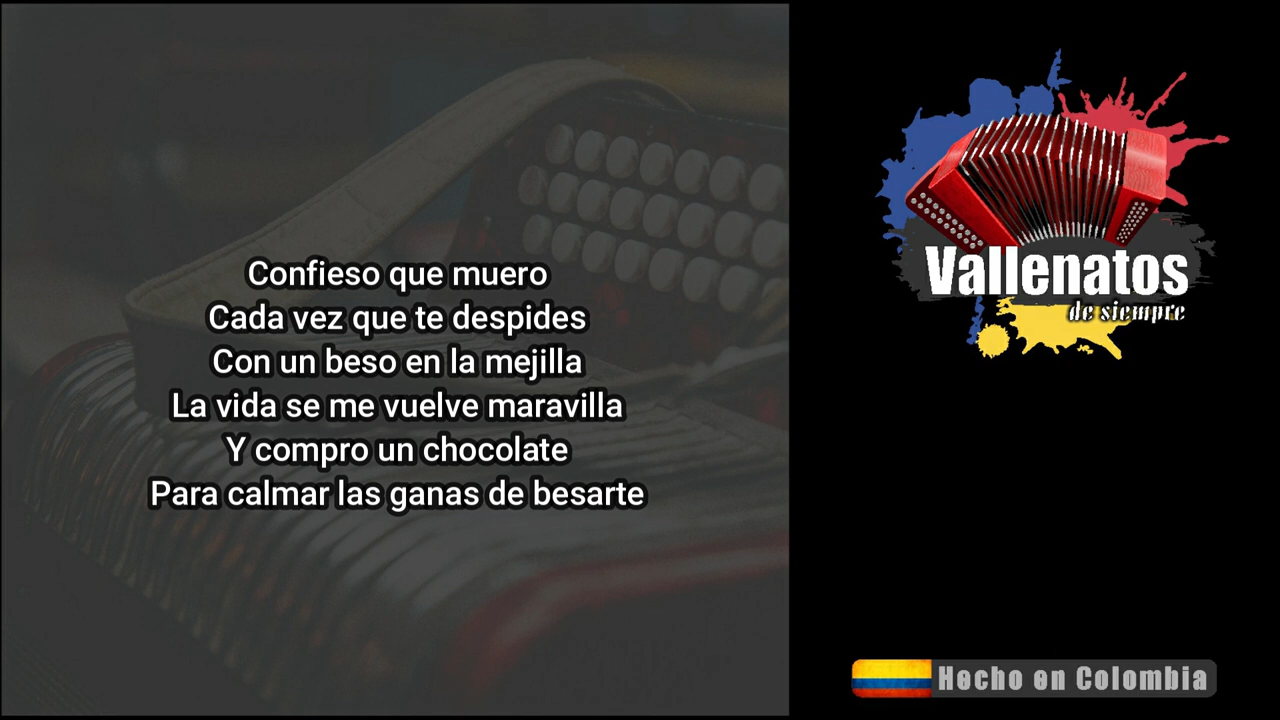 Confieso que muero
Cada vez que te despides
Con un beso en la mejilla
La vida se me vuelve maravilla
Y compro un chocolate
Para calmar las ganas de besarte
Vallenatos
de siempre
Hecho en Colombia